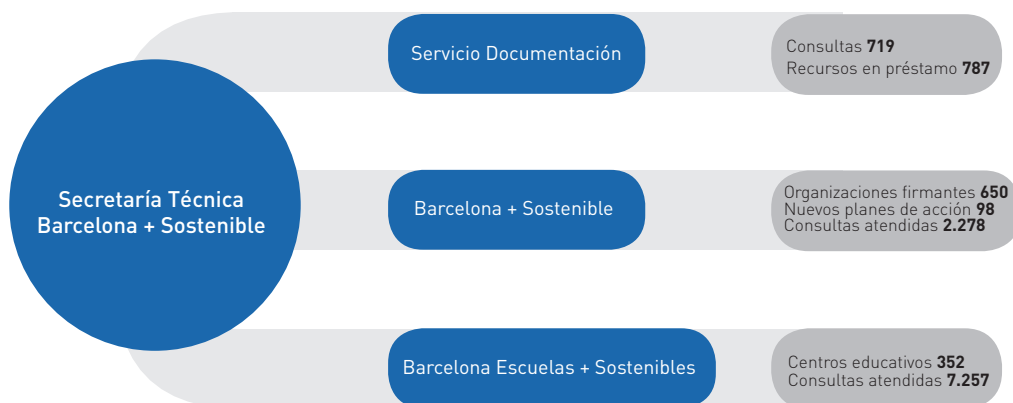 Secretaría Técnica
Barcelona + Sostenible
Servicio Documentación
Consultas 719
Recursos en préstamo 787
Barcelona + Sostenible
Organizaciones firmantes 650
Nuevos planes de acción 98
Consultas atendidas 2.278
Barcelona Escuelas + Sostenibles
Centros educativos 352
Consultas atendidas 7.257